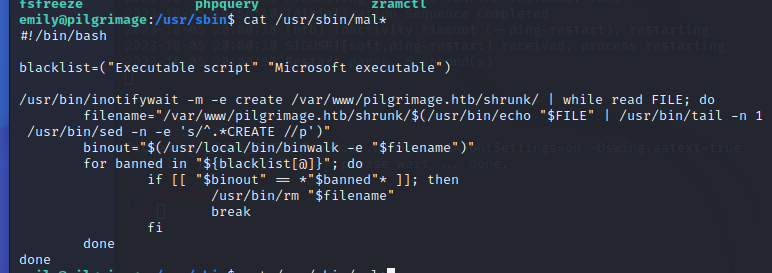 fsfreeze phpquery zramctl
emily@pilgrimage:/usr/sbin$ cat /usr/sbin/mal*
#!/bin/bash
blacklist=("Executable script" "Microsoft executable")
/usr/bin/inotifywait -m -e create /var/www/pilgrimage.htb/shrunk/ | while read FILE; do
filename="/var/www/pilgrimage.htb/shrunk/$(/usr/bin/echo "$FILE" | /usr/bin/tail -n 1
/usr/bin/sed -n -e 's/^.*CREATE //p')"
binout="$(/usr/local/bin/binwalk -e "$filename")"
for banned in "${blacklist[@]}"; do
if [[ "$binout" == *"$banned"* ]]; then
/usr/bin/rm "$filename"
break
fi
done
done